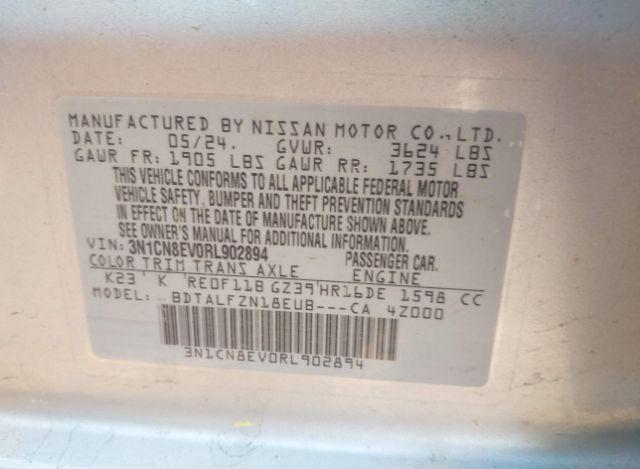 MANUFACTURED BY NISSAN MOTOR CO.,LTD.
DATE: 05/24. GVWR: 3624 LBS
GAWR FR: 1905 LBS GAWR RR: 1735 LBS
THIS VEHICLE CONFORMS TO ALL APPLICABLE FEDERAL MOTOR
VEHICLE SAFETY, BUMPER AND THEFT PREVENTION STANDARDS
IN EFFECT ON THE DATE OF MANUFACTURE SHOWN ABOVE.
SEE OWNER'S MANUAL FOR ADDITIONAL INFORMATION.
VIN: 3N1CN8EV0RL902894 PASSENGER CAR.
COLOR TRIM TRANS AXLE ENGINE
K23 ' K ' RE0F11B GZ39 ' HR16DE 1598 CC
MODEL: BDTALFZN18EUB---CA 4Z000
3N1CN8EV0RL902894